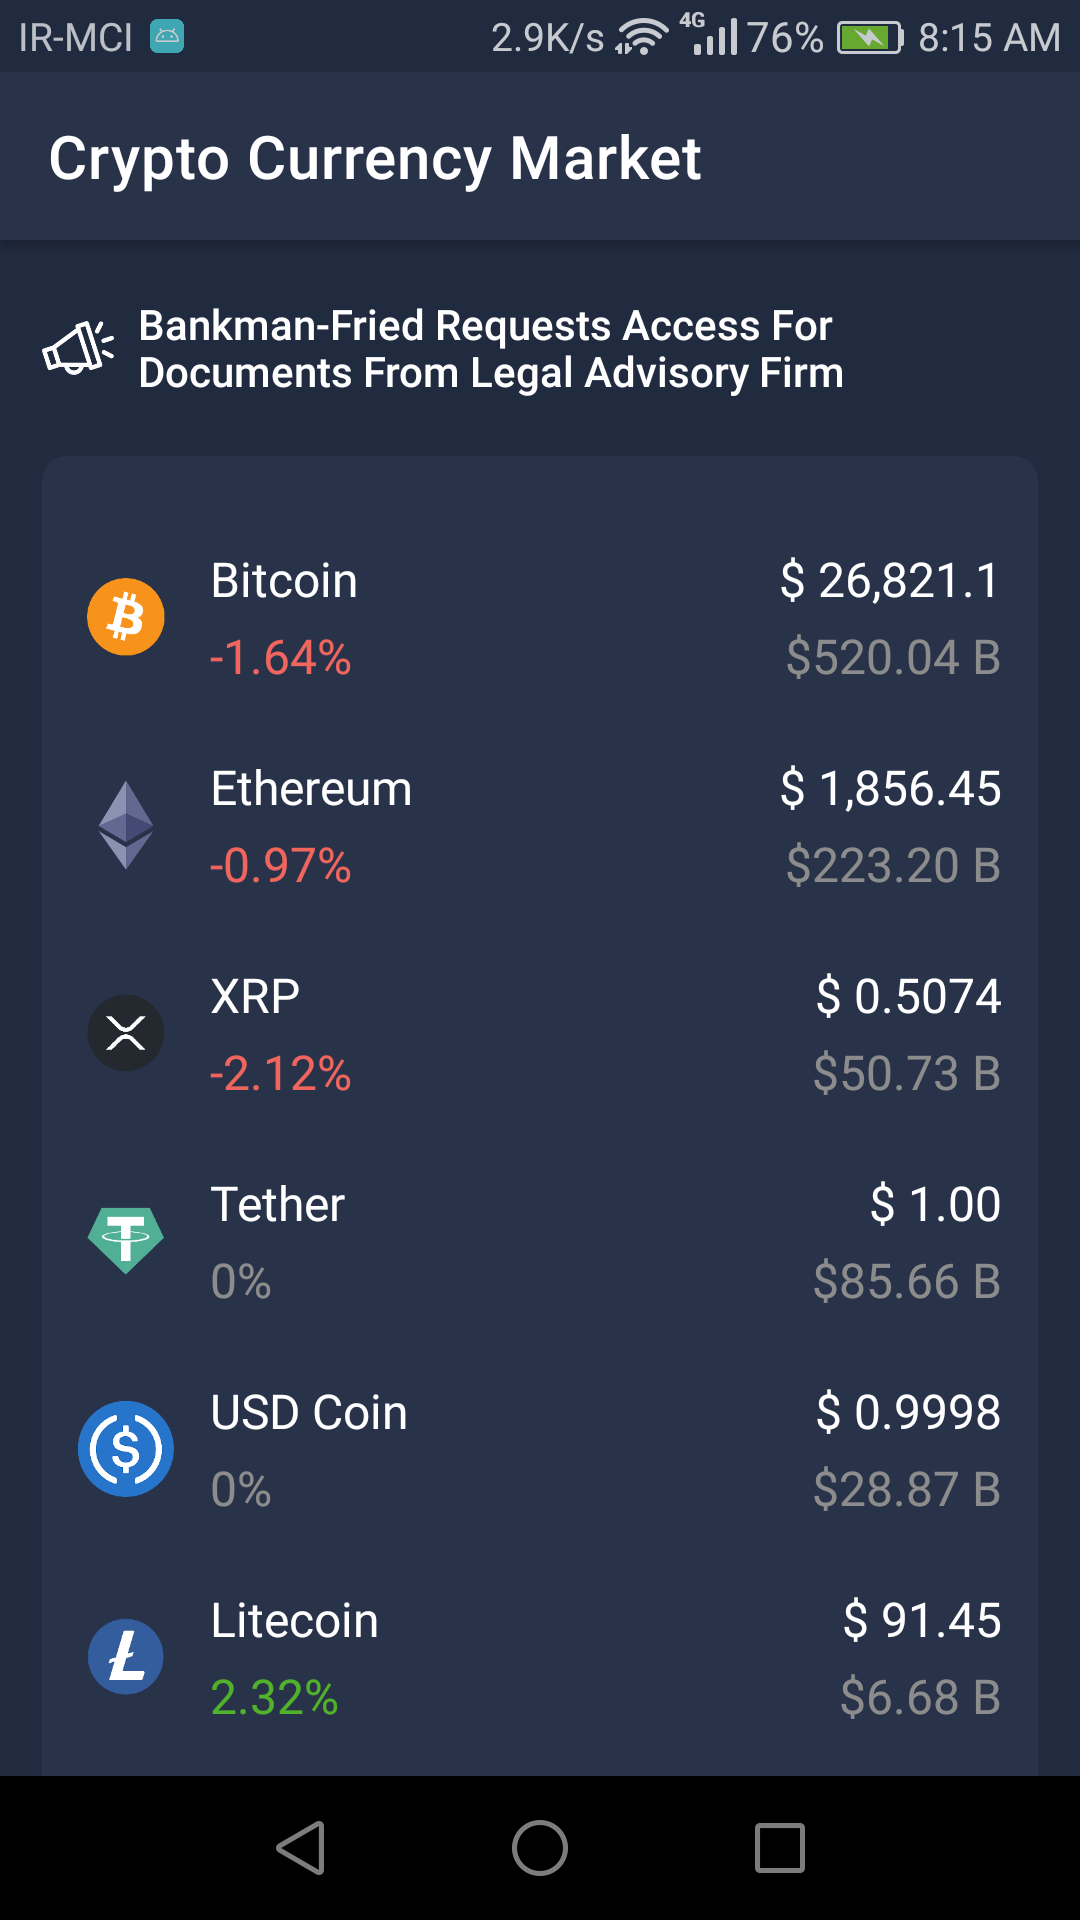 IR-MCI 2.9K/s 4G 76% 8:15 AM
Crypto Currency Market
Bankman-Fried Requests Access For
Documents From Legal Advisory Firm
Bitcoin $ 26,821.1
-1.64% $520.04 B
Ethereum $ 1,856.45
-0.97% $223.20 B
XRP $ 0.5074
-2.12% $50.73 B
Tether $ 1.00
0% $85.66 B
USD Coin $ 0.9998
0% $28.87 B
Litecoin $ 91.45
2.32% $6.68 B